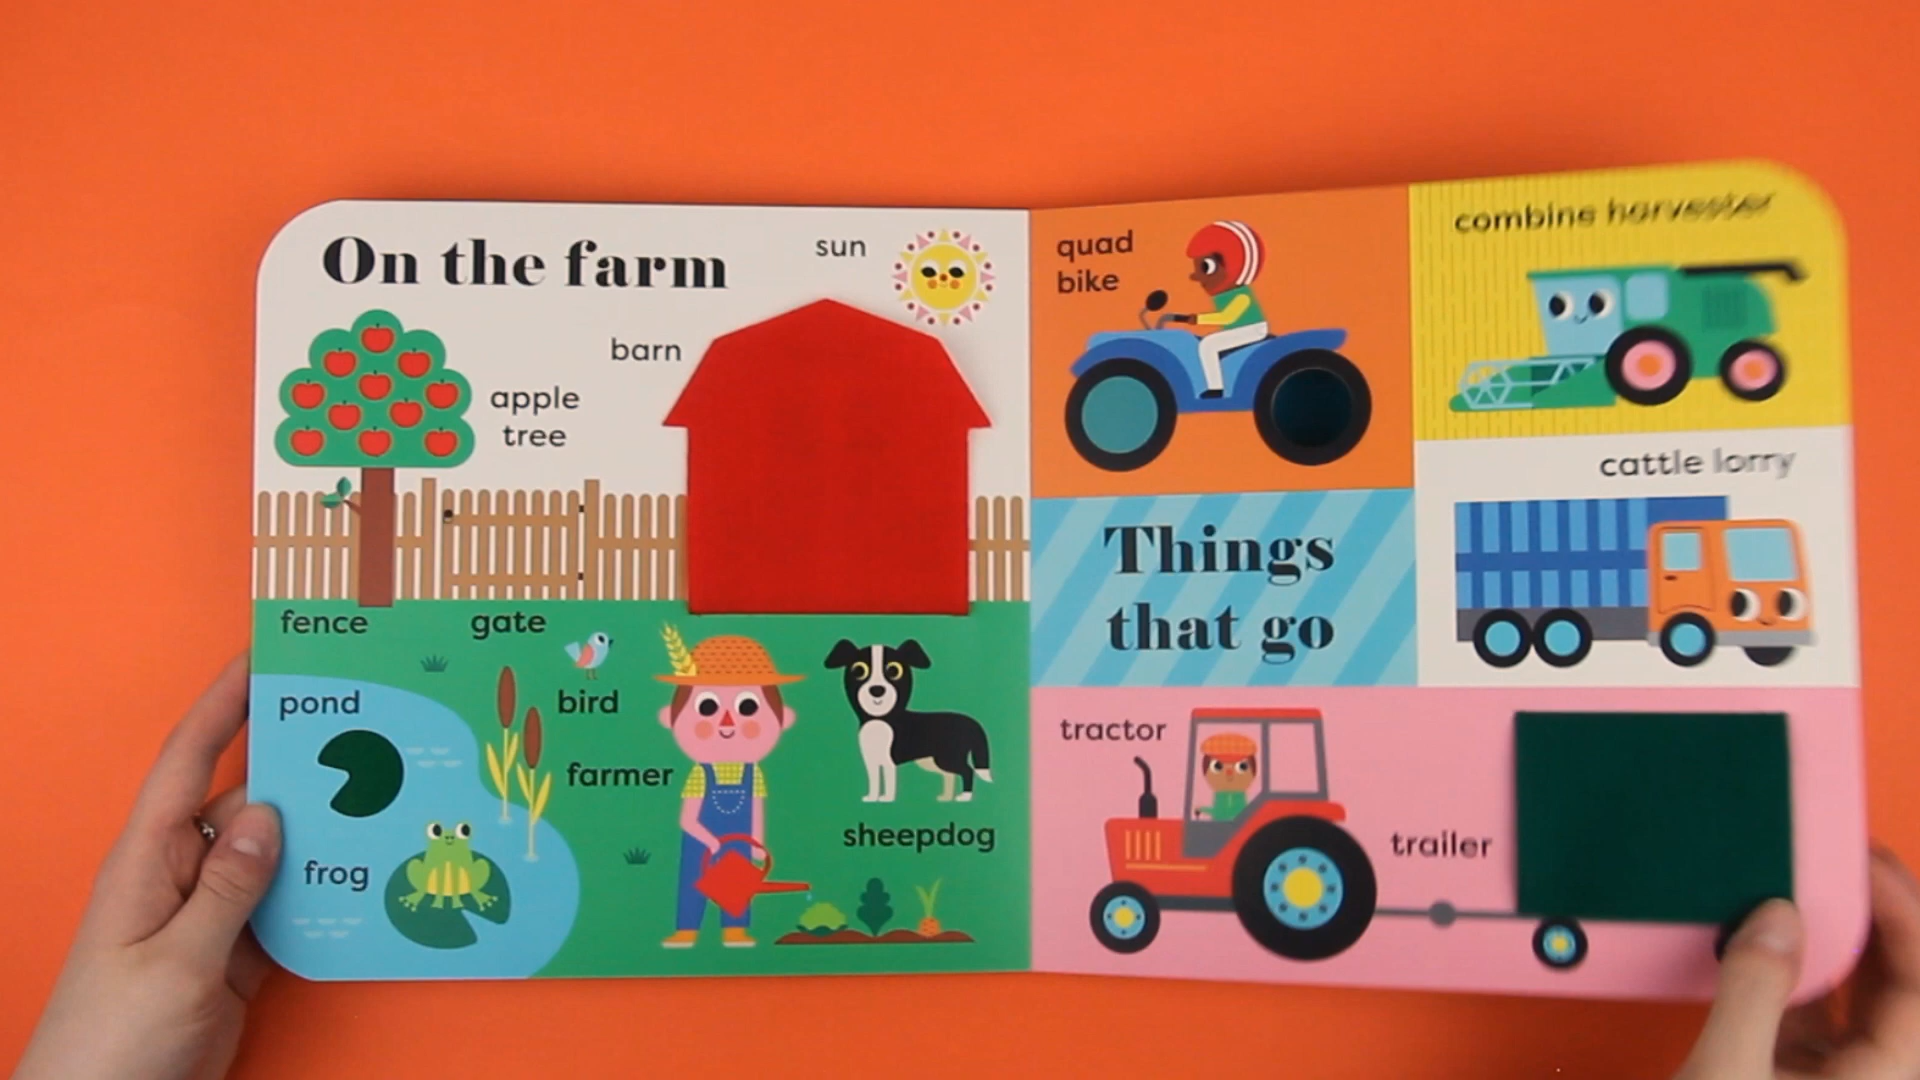 On the farm
sun
barn
apple
tree
fence
gate
pond
bird
farmer
sheepdog
frog
quad
bike
combine harvester
cattle lorry
Things
that go
tractor
trailer